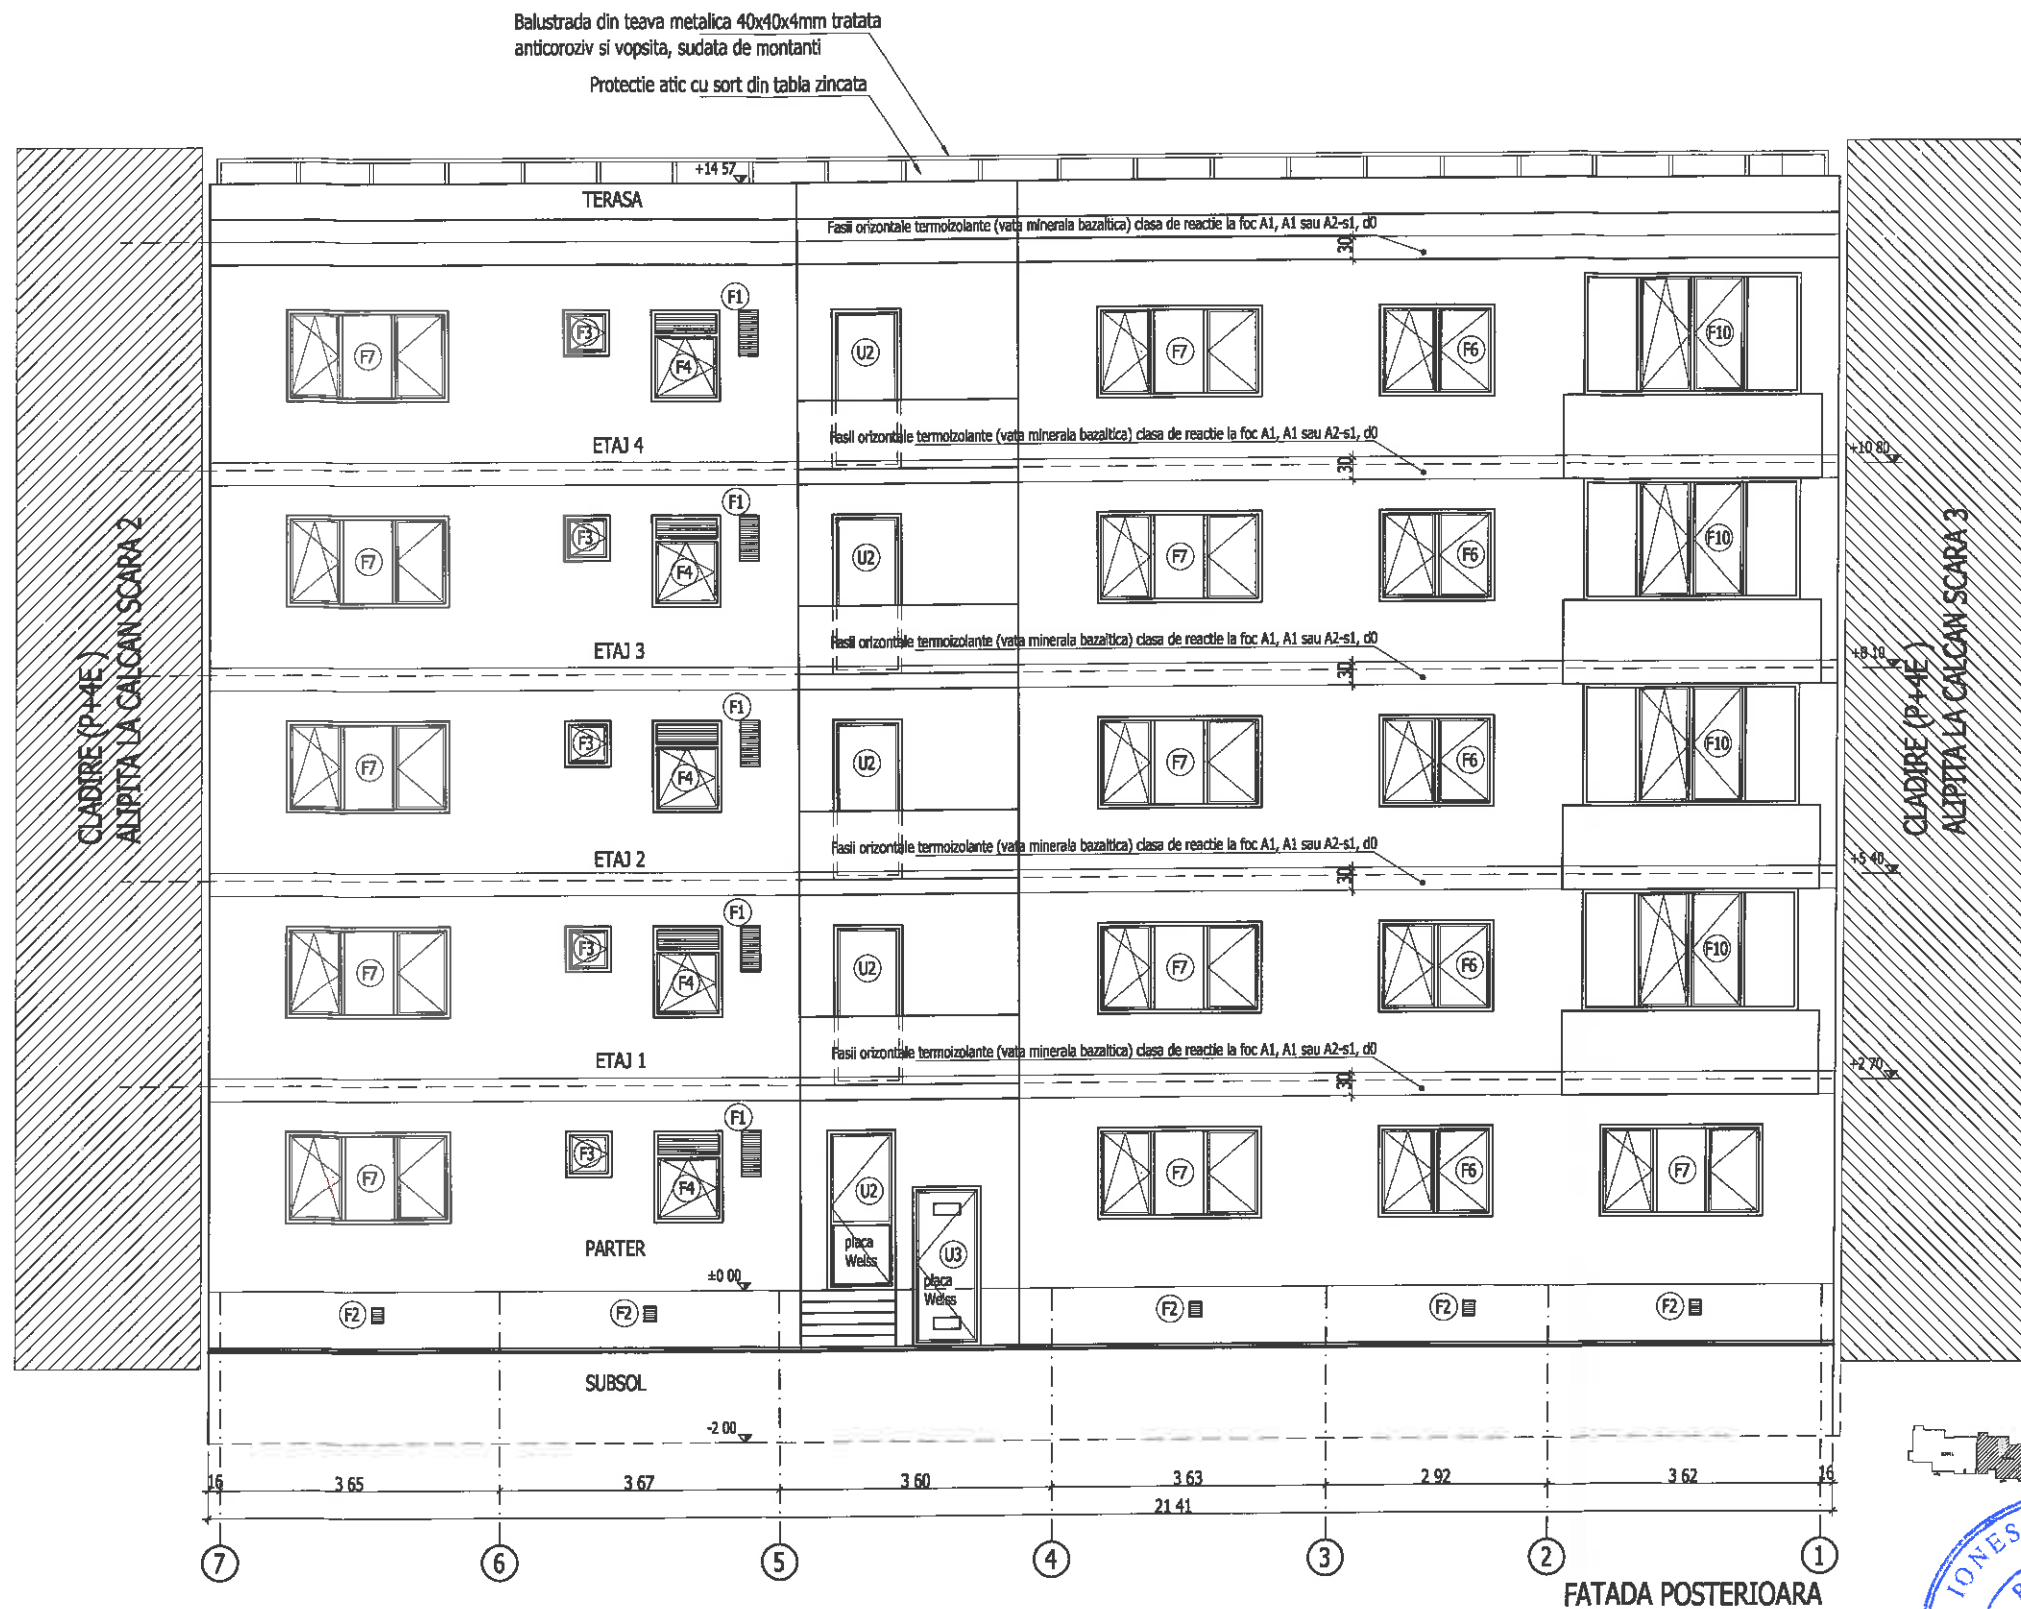 Balustrada din teava metalica 40x40x4mm tratata
anticoroziv si vopsita, sudata de montanti
Protectie atic cu sort din tabla zincata
+14 57
TERASA
Fasii orizontale termoizolante (vata minerala bazaltica) clasa de reactie la foc A1, A1 sau A2-s1, d0
30
F1
F7
F3
F4
U2
F7
F6
F10
ETAJ 4
Fasii orizontale termoizolante (vata minerala bazaltica) clasa de reactie la foc A1, A1 sau A2-s1, d0
30
+10 80
F1
F7
F3
F4
U2
F7
F6
F10
ETAJ 3
Fasii orizontale termoizolante (vata minerala bazaltica) clasa de reactie la foc A1, A1 sau A2-s1, d0
30
+8 10
CLADIRE (P+4E)
ALIPITA LA CALCAN SCARA 2
CLADIRE (P+4E)
ALIPITA LA CALCAN SCARA 3
F1
F7
F3
F4
U2
F7
F6
F10
ETAJ 2
Fasii orizontale termoizolante (vata minerala bazaltica) clasa de reactie la foc A1, A1 sau A2-s1, d0
30
+5 40
F1
F7
F3
F4
U2
F7
F6
F10
ETAJ 1
Fasii orizontale termoizolante (vata minerala bazaltica) clasa de reactie la foc A1, A1 sau A2-s1, d0
30
+2 70
F1
F7
F3
F4
U2
F7
F6
F7
PARTER
placa
Weiss
U3
placa
Weiss
±0 00
F2
F2
F2
F2
F2
SUBSOL
-2 00
16
3 65
3 67
3 60
3 63
2 92
3 62
16
21 41
7
6
5
4
3
2
1
FATADA POSTERIOARA
IONES